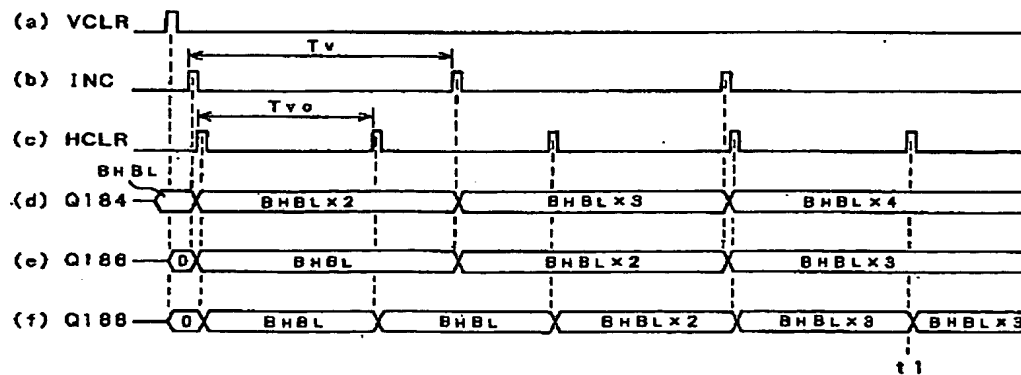 (a) VCLR
Tv
(b) INC
Tvo
(c) HCLR
BHBL
(d) Q184 BHBL×2 BHBL×3 BHBL×4
(e) Q186 0 BHBL BHBL×2 BHBL×3
(f) Q188 0 BHBL BHBL BHBL×2 BHBL×3 BHBL×3
t1